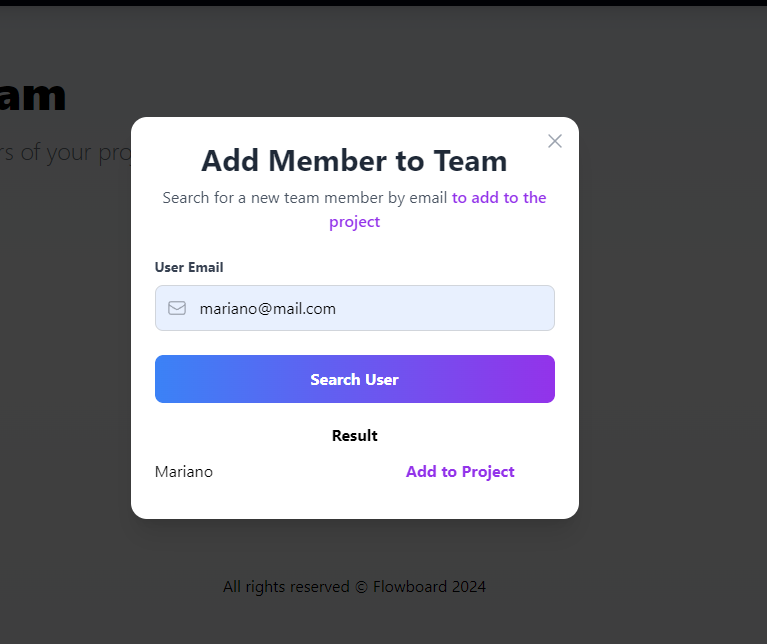 am
rs of your pro
Add Member to Team
Search for a new team member by email to add to the
project
User Email
mariano@mail.com
Search User
Result
Mariano Add to Project
All rights reserved © Flowboard 2024